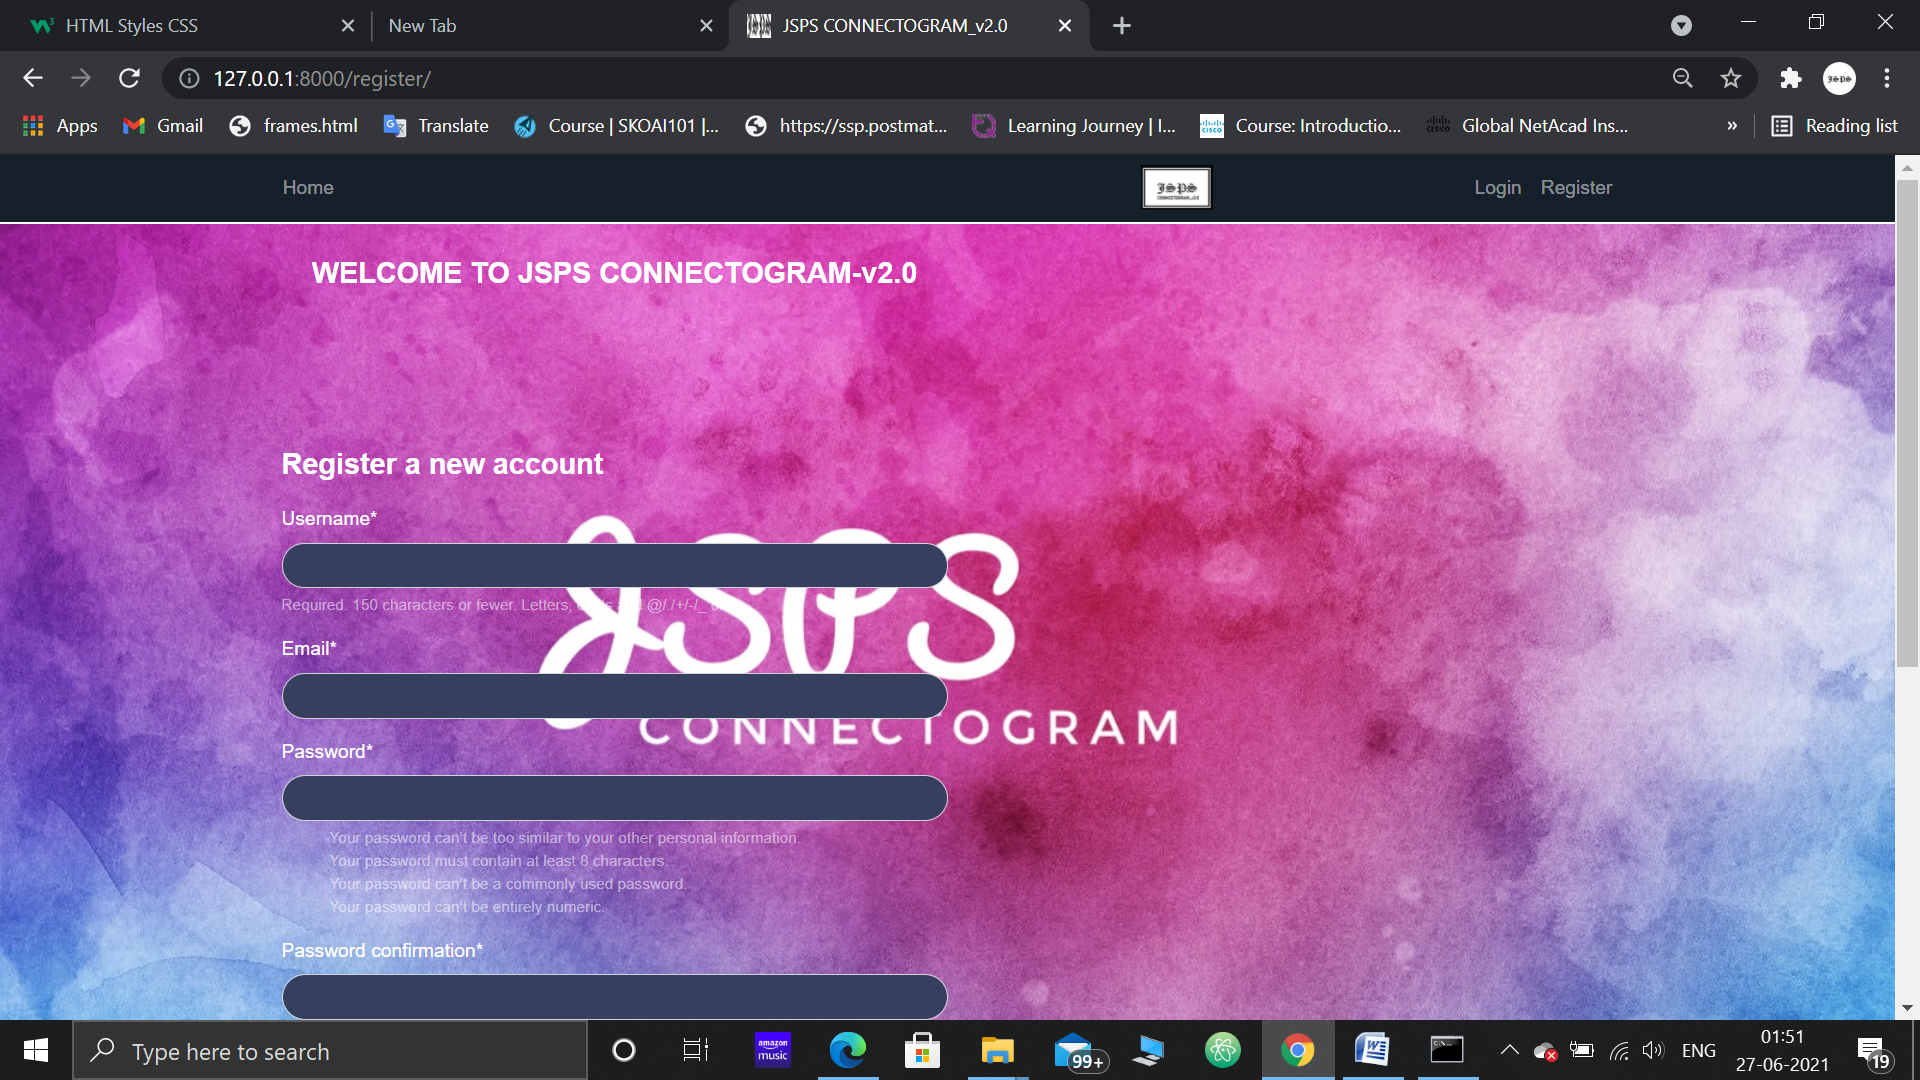 HTML Styles CSS
New Tab
JSPS CONNECTOGRAM_v2.0
127.0.0.1:8000/register/
JSPS
Apps
Gmail
frames.html
Translate
Course | SKOAI101 |...
https://ssp.postmat...
Learning Journey | I...
Course: Introductio...
Global NetAcad Ins...
»
Reading list
Home
JSPS
CONNECTOGRAM_v2.0
Login
Register
WELCOME TO JSPS CONNECTOGRAM-v2.0
Register a new account
Username*
Required. 150 characters or fewer. Letters, and @/./+/-/_
JSPS
CONNECTOGRAM
Email*
Password*
Your password can't be too similar to your other personal information.
Your password must contain at least 8 characters.
Your password can't be a commonly used password.
Your password can't be entirely numeric.
Password confirmation*
Type here to search
amazon
music
99+
ENG
01:51
27-06-2021
19